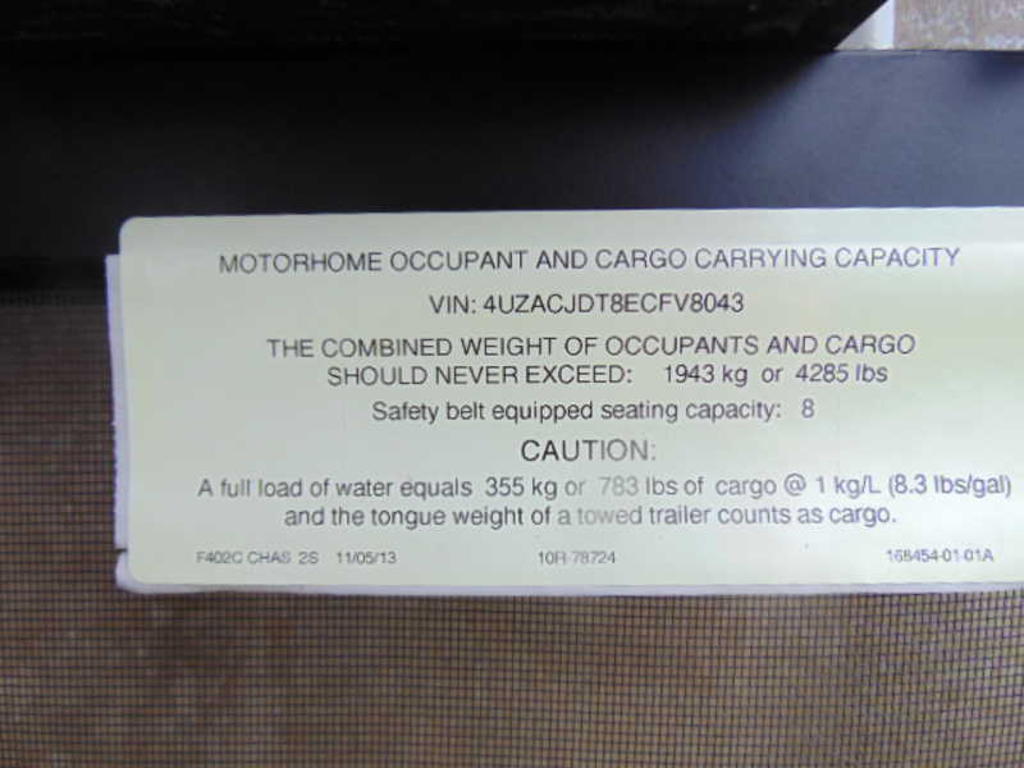 MOTORHOME OCCUPANT AND CARGO CARRYING CAPACITY
VIN: 4UZACJDT8ECFV8043
THE COMBINED WEIGHT OF OCCUPANTS AND CARGO
SHOULD NEVER EXCEED: 1943 kg or 4285 lbs
Safety belt equipped seating capacity: 8
CAUTION:
A full load of water equals 355 kg or 783 lbs of cargo @ 1 kg/L (8.3 lbs/gal)
and the tongue weight of a towed trailer counts as cargo.
F402C CHAS 2S 11/05/13 10R-78724 168454-01-01A